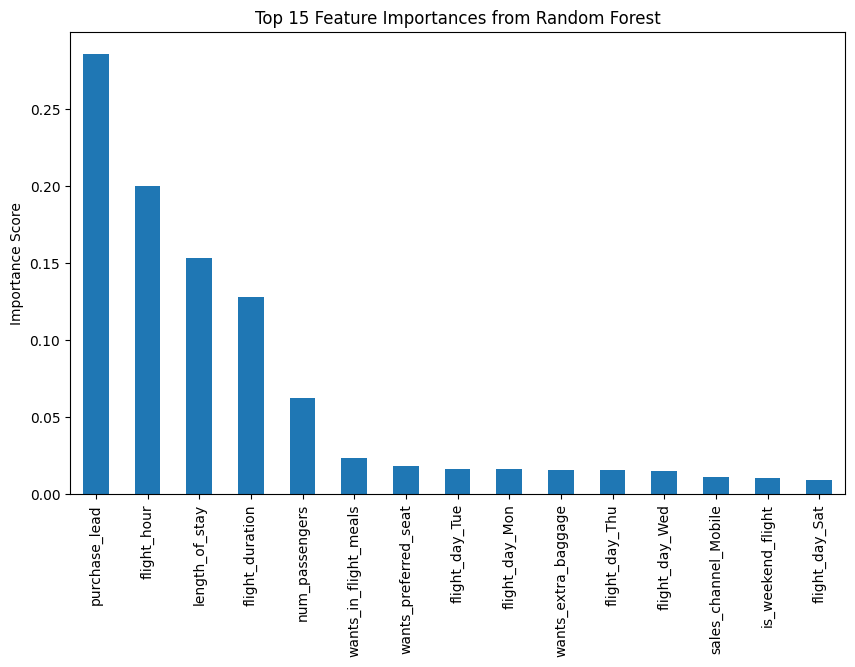 Top 15 Feature Importances from Random Forest
Importance Score
0.25
0.20
0.15
0.10
0.05
0.00
purchase_lead
flight_hour
length_of_stay
flight_duration
num_passengers
wants_in_flight_meals
wants_preferred_seat
flight_day_Tue
flight_day_Mon
wants_extra_baggage
flight_day_Thu
flight_day_Wed
sales_channel_Mobile
is_weekend_flight
flight_day_Sat